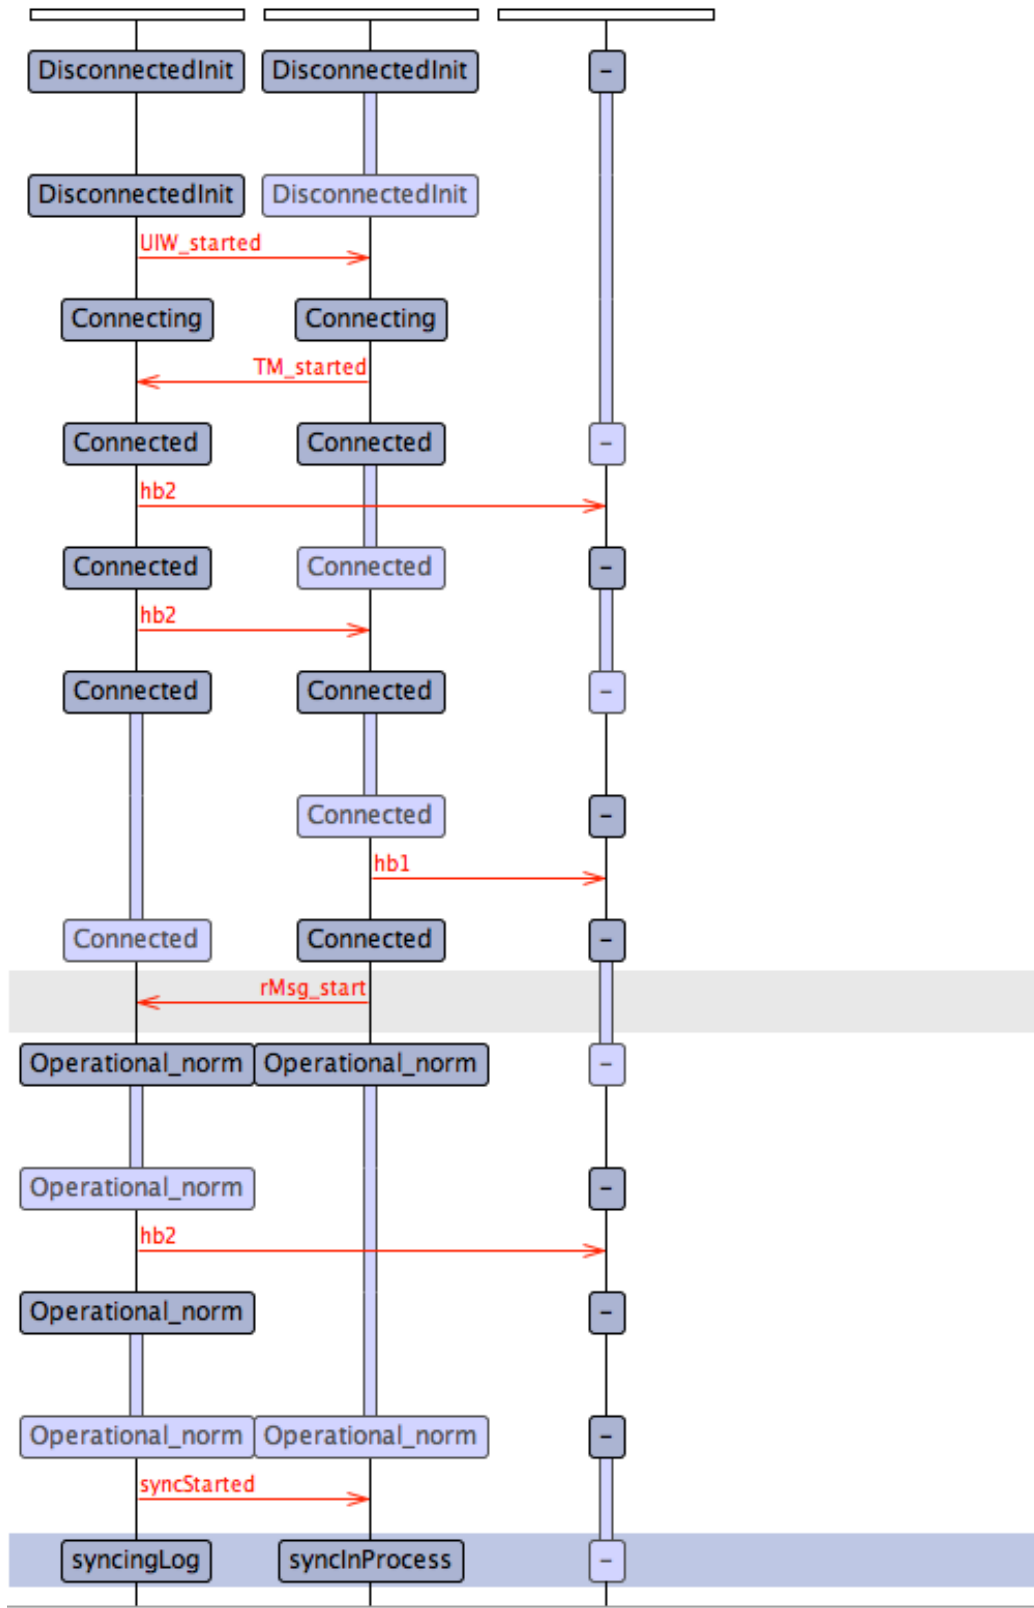 DisconnectedInit DisconnectedInit -
DisconnectedInit DisconnectedInit
UIW_started
Connecting Connecting
TM_started
Connected Connected -
hb2
Connected Connected -
hb2
Connected Connected -
Connected -
hb1
Connected Connected -
rMsg_start
Operational_norm Operational_norm -
Operational_norm -
hb2
Operational_norm -
Operational_norm Operational_norm -
syncStarted
syncingLog syncInProcess -